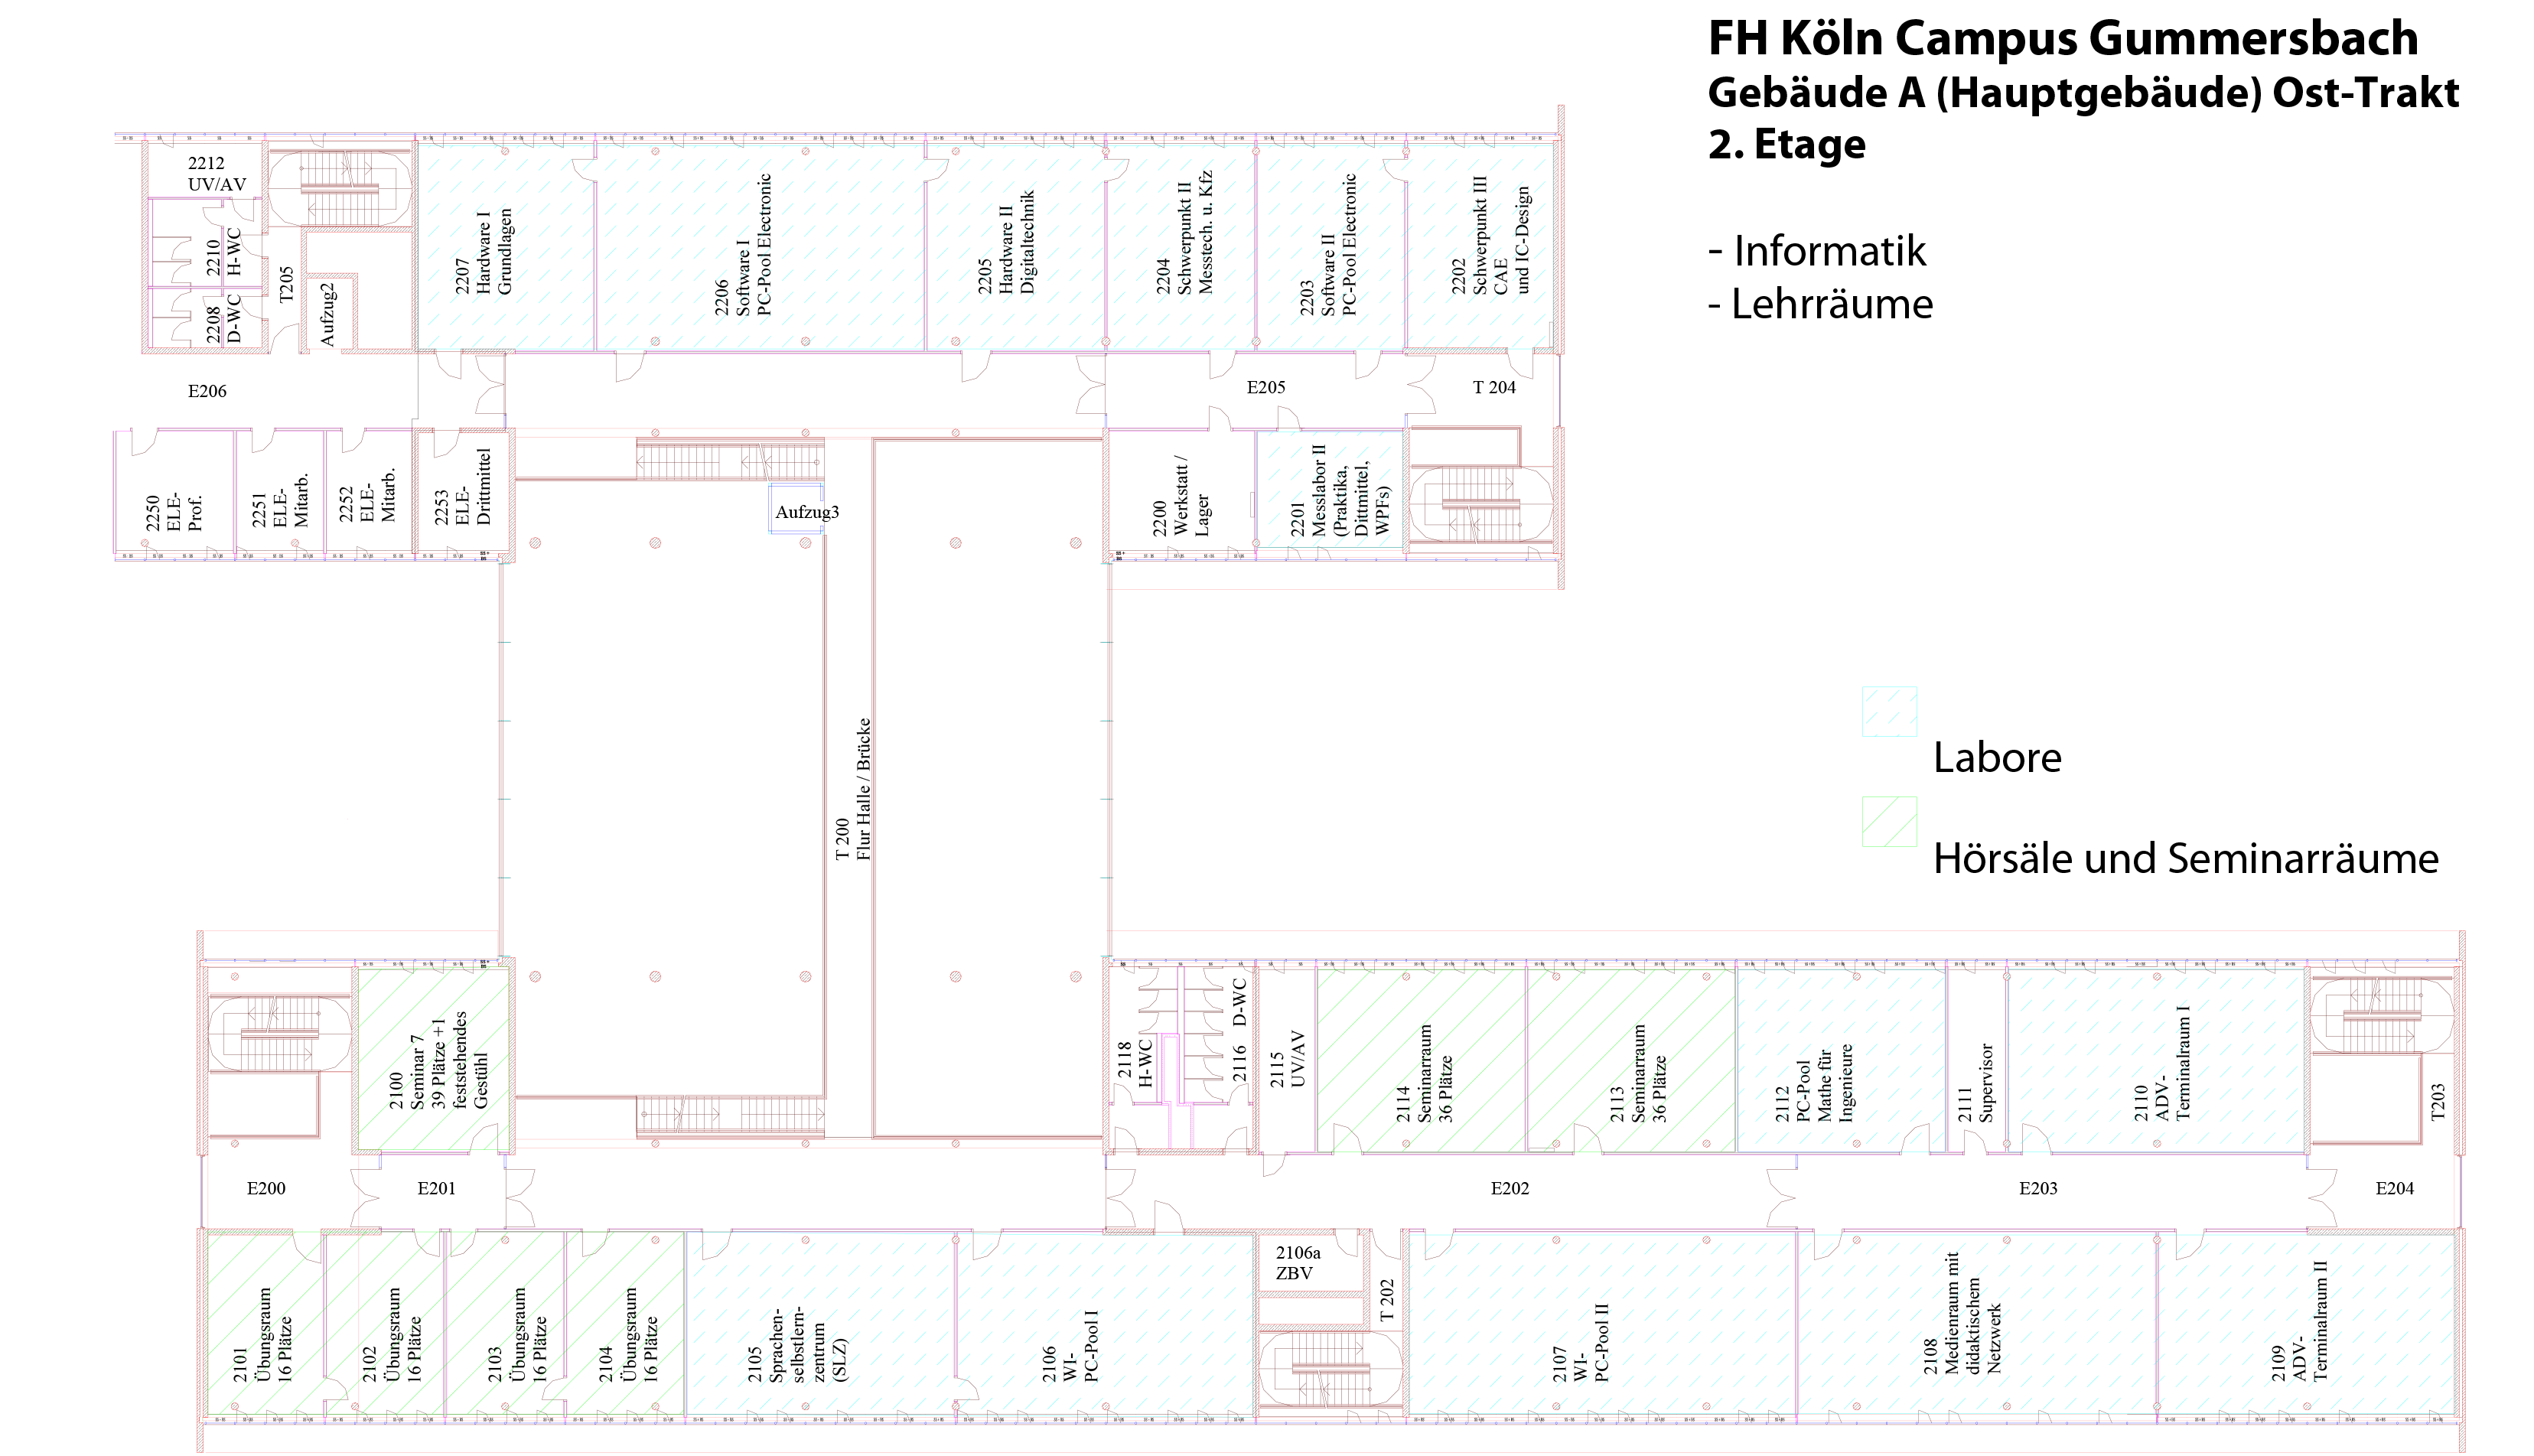 FH Köln Campus Gummersbach
Gebäude A (Hauptgebäude) Ost-Trakt
2. Etage
- Informatik
- Lehrräume
2212
UV/AV
2210
H-WC
2208
D-WC
T205
Aufzug2
2207
Hardware I
Grundlagen
2206
Software I
PC-Pool Electronic
2205
Hardware II
Digitaltechnik
2204
Schwerpunkt II
Messtech. u. Kfz
2203
Software II
PC-Pool Electronic
2202
Schwerpunkt III
CAE
und IC-Design
E206
E205
T 204
2250
ELE-
Prof.
2251
ELE-
Mitarb.
2252
ELE-
Mitarb.
2253
ELE-
Drittmittel
Aufzug3
2200
Werkstatt /
Lager
2201
Messlabor II
(Praktika,
Dittmittel,
WPFs)
T 200
Flur Halle / Brücke
Labore
Hörsäle und Seminarräume
2100
Seminar 7
39 Plätze +1
feststehendes
Gestühl
2118
H-WC
2116 D-WC
2115
UV/AV
2114
Seminarraum
36 Plätze
2113
Seminarraum
36 Plätze
2112
PC-Pool
Mathe für
Ingenieure
2111
Supervisor
2110
ADV-
Terminalraum I
T203
E200
E201
E202
E203
E204
2101
Übungsraum
16 Plätze
2102
Übungsraum
16 Plätze
2103
Übungsraum
16 Plätze
2104
Übungsraum
16 Plätze
2105
Sprachen-
selbstlern-
zentrum
(SLZ)
2106
WI-
PC-Pool I
2106a
ZBV
T 202
2107
WI-
PC-Pool II
2108
Medienraum mit
didaktischem
Netzwerk
2109
ADV-
Terminalraum II